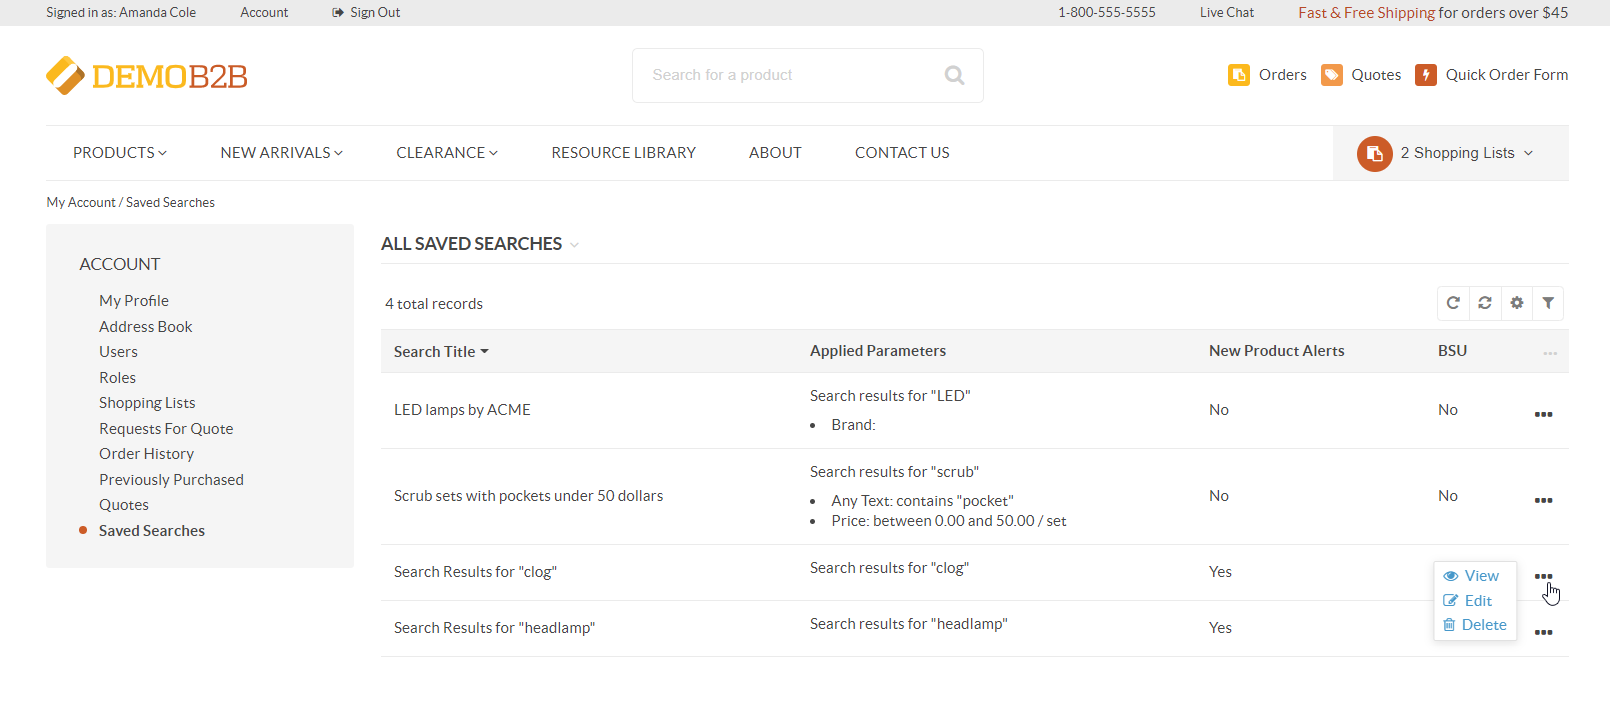 Signed in as: Amanda Cole Account Sign Out 1-800-555-5555 Live Chat Fast & Free Shipping for orders over $45
DEMOB2B Search for a product Orders Quotes Quick Order Form
PRODUCTS NEW ARRIVALS CLEARANCE RESOURCE LIBRARY ABOUT CONTACT US 2 Shopping Lists
My Account / Saved Searches
ACCOUNT
My Profile
Address Book
Users
Roles
Shopping Lists
Requests For Quote
Order History
Previously Purchased
Quotes
Saved Searches
ALL SAVED SEARCHES
4 total records
Search Title Applied Parameters New Product Alerts BSU ...
LED lamps by ACME Search results for "LED" No No
• Brand:
Scrub sets with pockets under 50 dollars Search results for "scrub" No No
• Any Text: contains "pocket"
• Price: between 0.00 and 50.00 / set
Search Results for "clog" Search results for "clog" Yes
View
Edit
Delete
Search Results for "headlamp" Search results for "headlamp" Yes